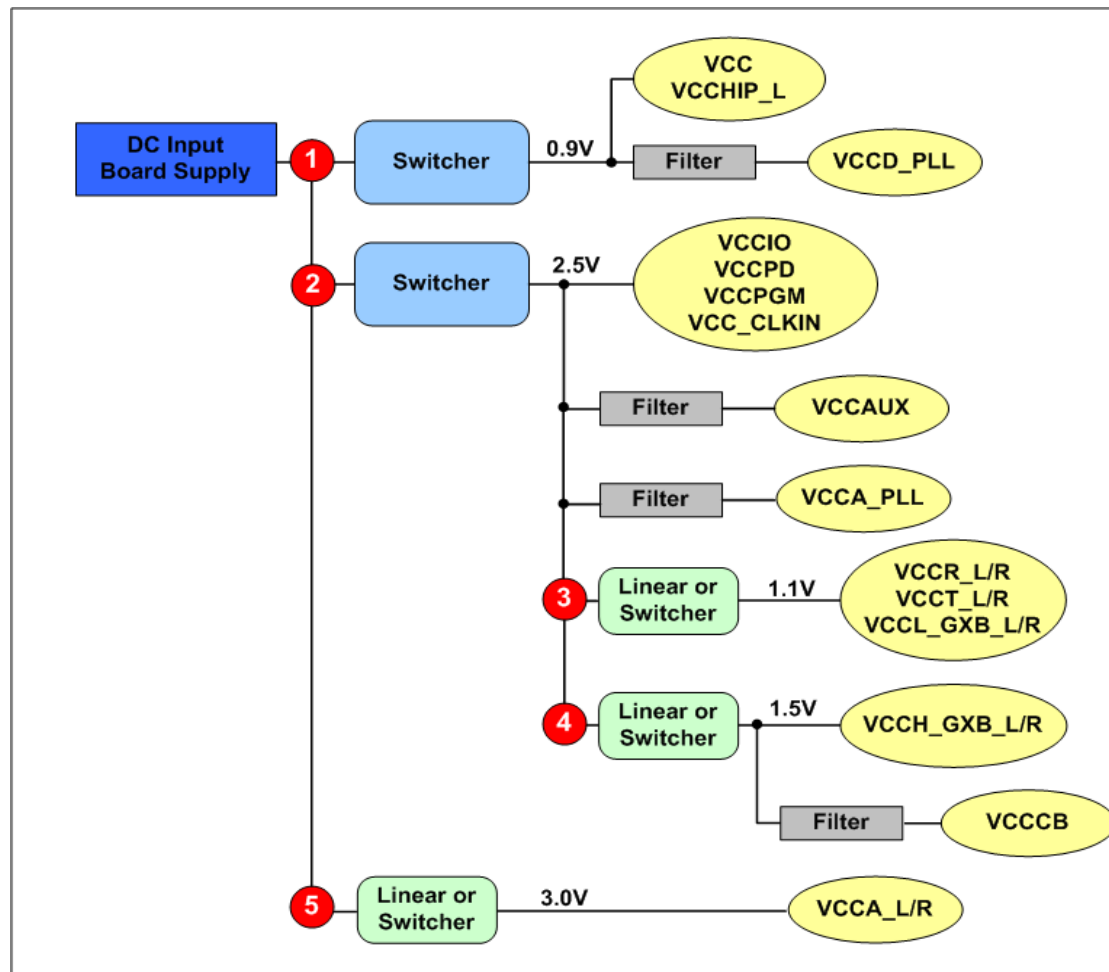 DC Input
Board Supply
1
Switcher
0.9V
VCC
VCCHIP_L
Filter
VCCD_PLL
2
Switcher
2.5V
VCCIO
VCCPD
VCCPGM
VCC_CLKIN
Filter
VCCAUX
Filter
VCCA_PLL
3
Linear or
Switcher
1.1V
VCCR_L/R
VCCT_L/R
VCCL_GXB_L/R
4
Linear or
Switcher
1.5V
VCCH_GXB_L/R
Filter
VCCCB
5
Linear or
Switcher
3.0V
VCCA_L/R